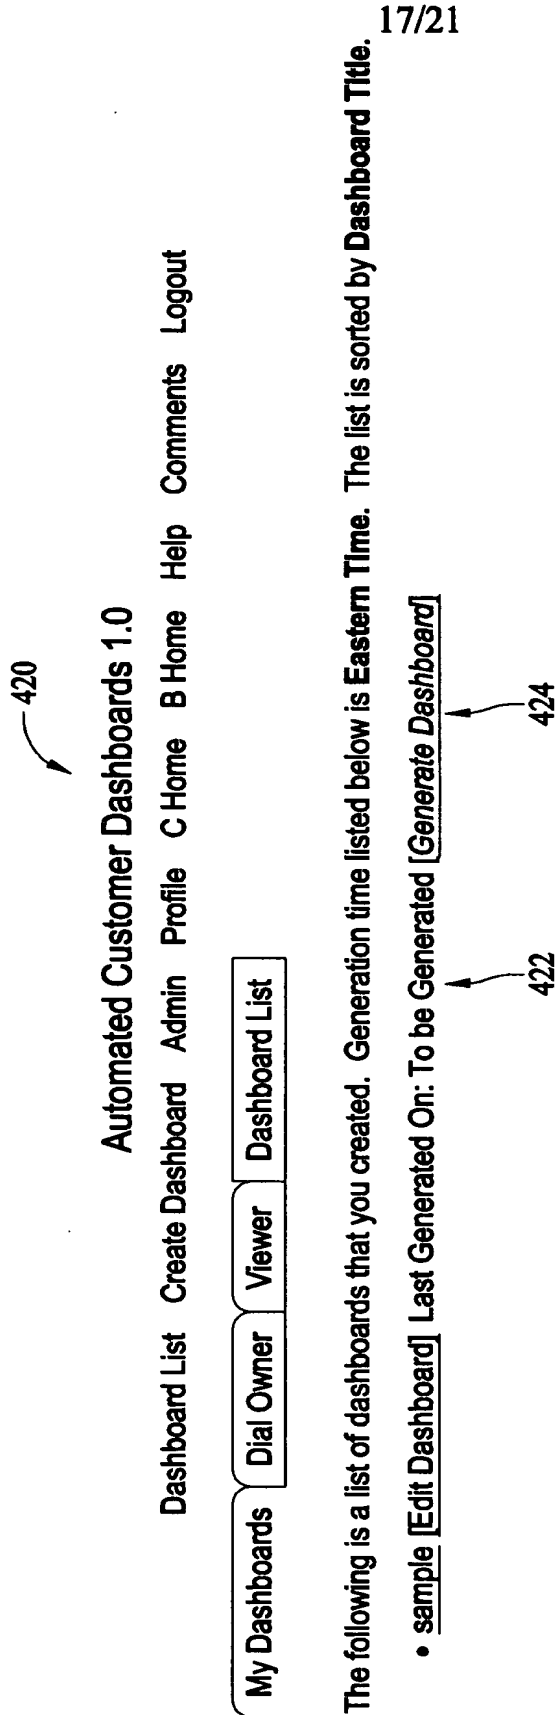 17/21
420
Automated Customer Dashboards 1.0
Dashboard List Create Dashboard Admin Profile C Home B Home Help Comments Logout
My Dashboards Dial Owner Viewer Dashboard List
The following is a list of dashboards that you created. Generation time listed below is Eastern Time. The list is sorted by Dashboard Title.
• sample [Edit Dashboard] Last Generated On: To be Generated [Generate Dashboard]
422
424